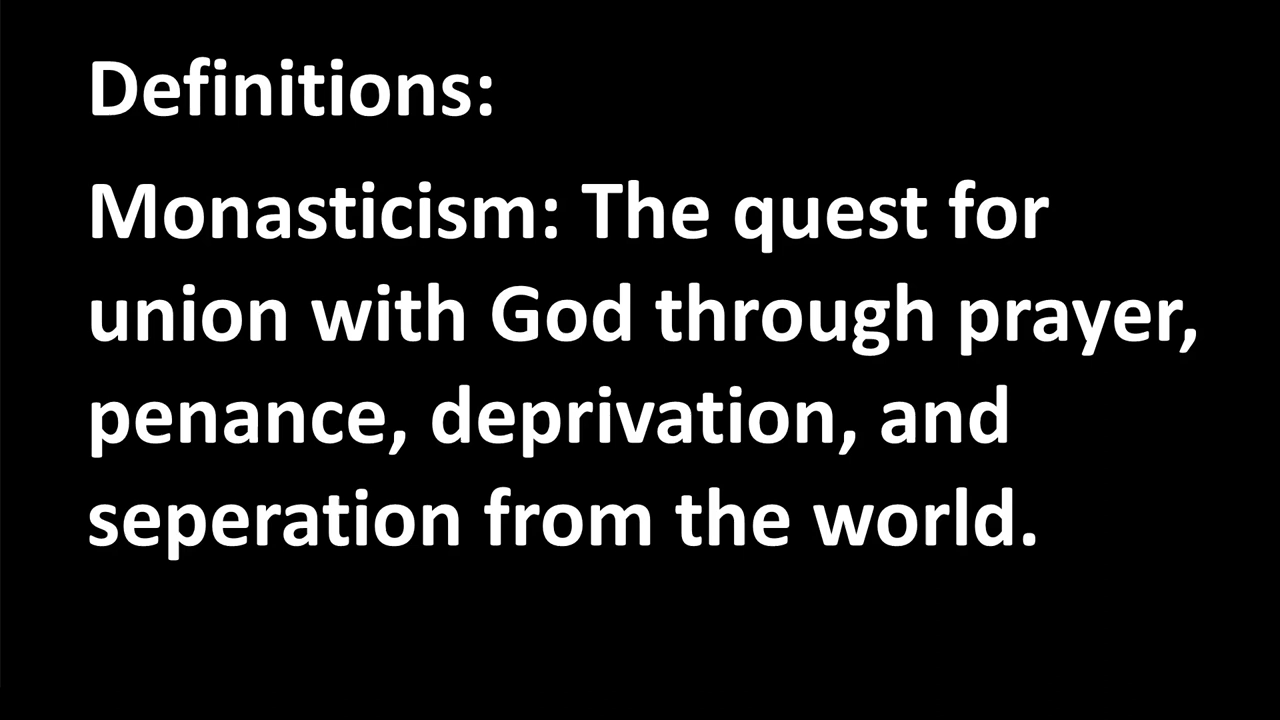 Definitions:
Monasticism: The quest for
union with God through prayer,
penance, deprivation, and
seperation from the world.